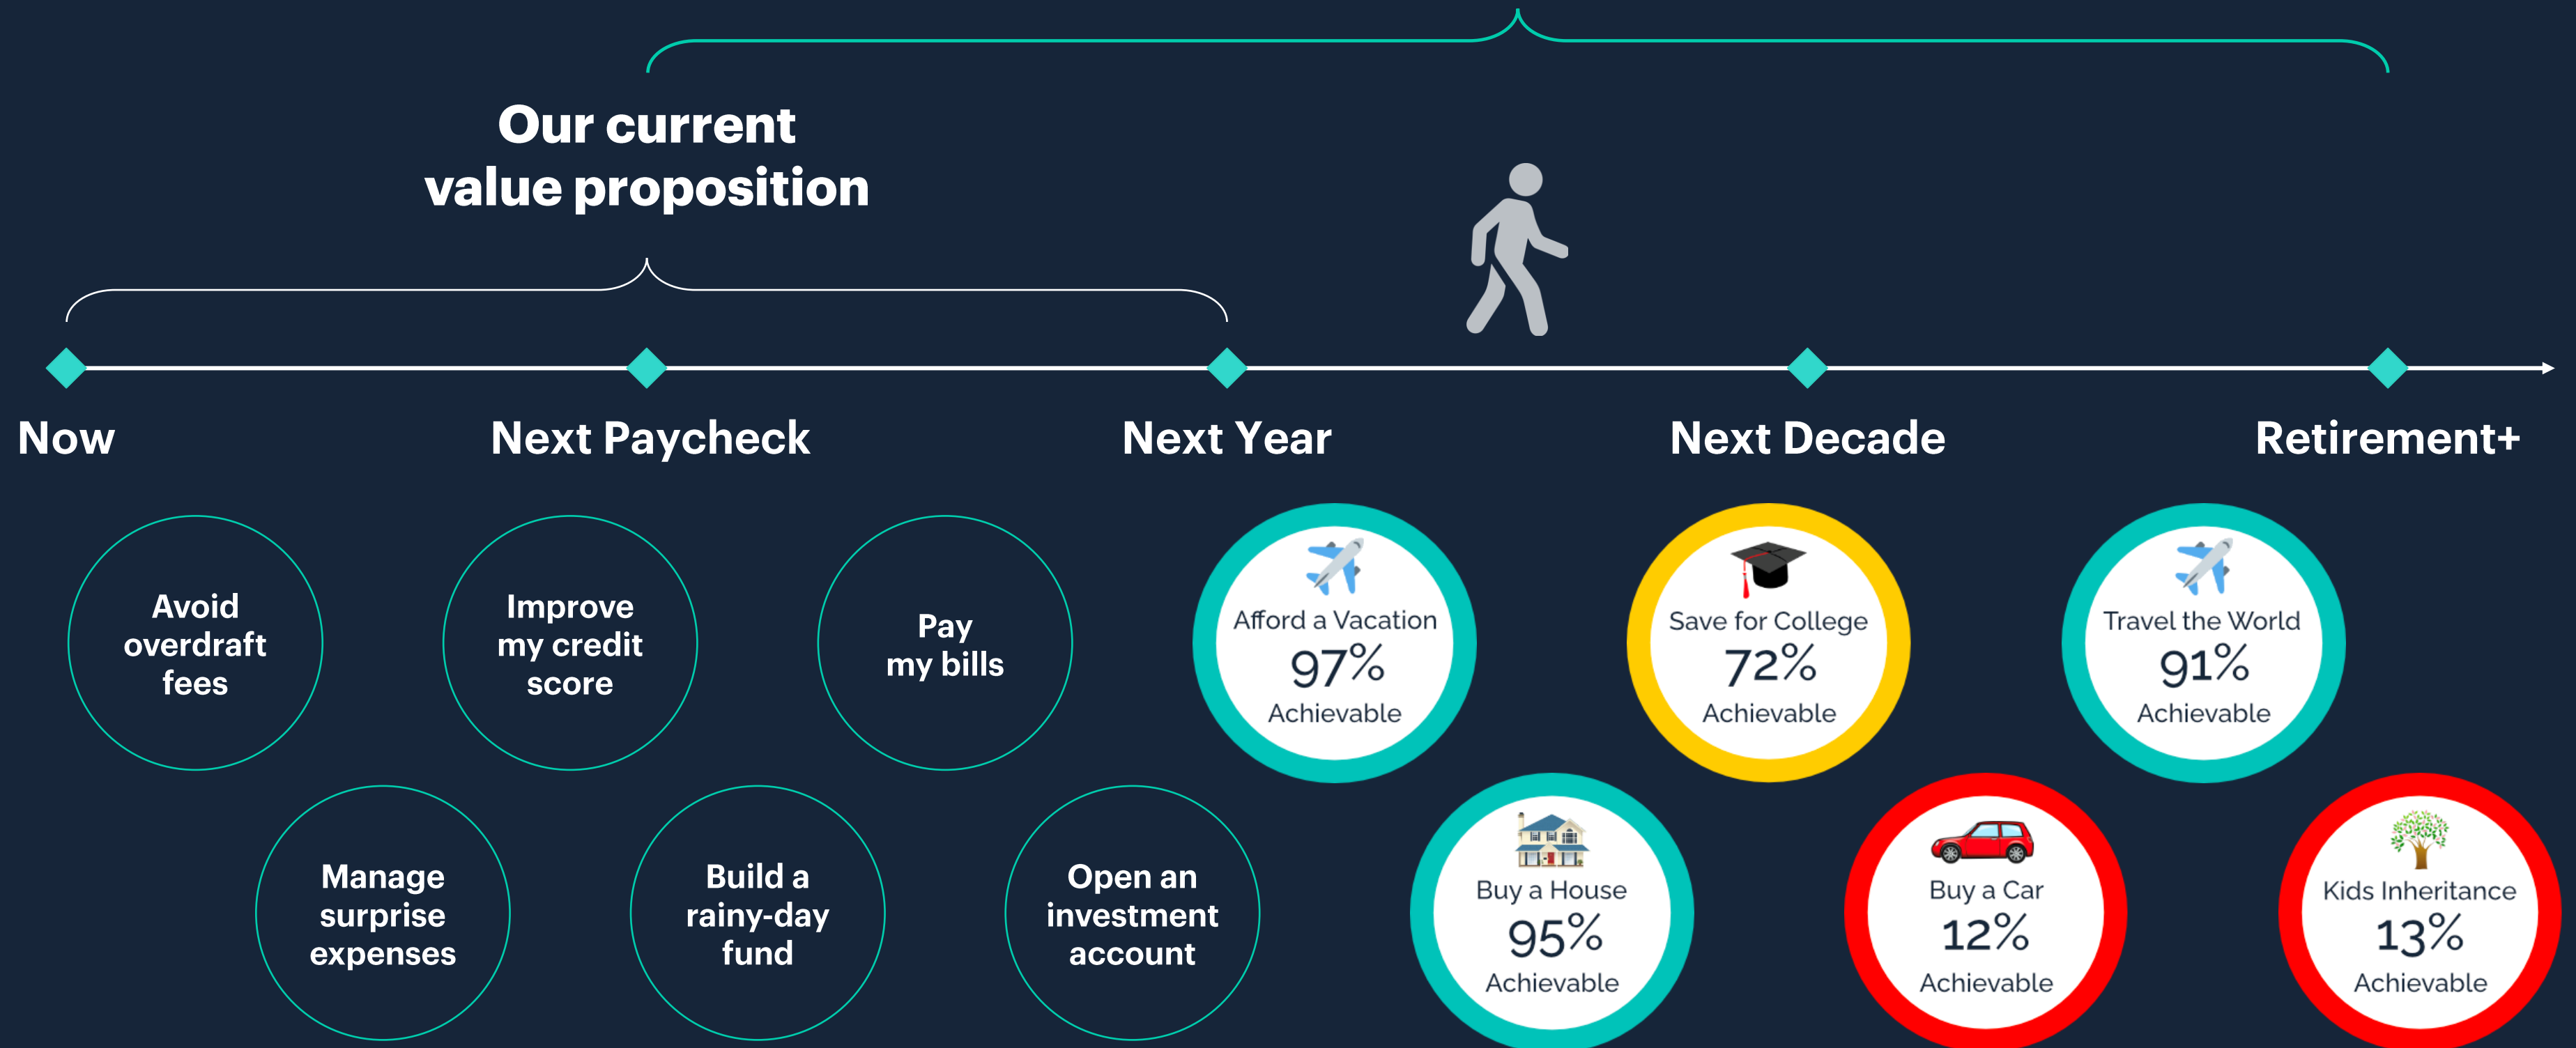 Our current
value proposition
Now
Next Paycheck
Next Year
Next Decade
Retirement+
Avoid
overdraft
fees
Improve
my credit
score
Pay
my bills
Afford a Vacation
97%
Achievable
Save for College
72%
Achievable
Travel the World
91%
Achievable
Manage
surprise
expenses
Build a
rainy-day
fund
Open an
investment
account
Buy a House
95%
Achievable
Buy a Car
12%
Achievable
Kids Inheritance
13%
Achievable